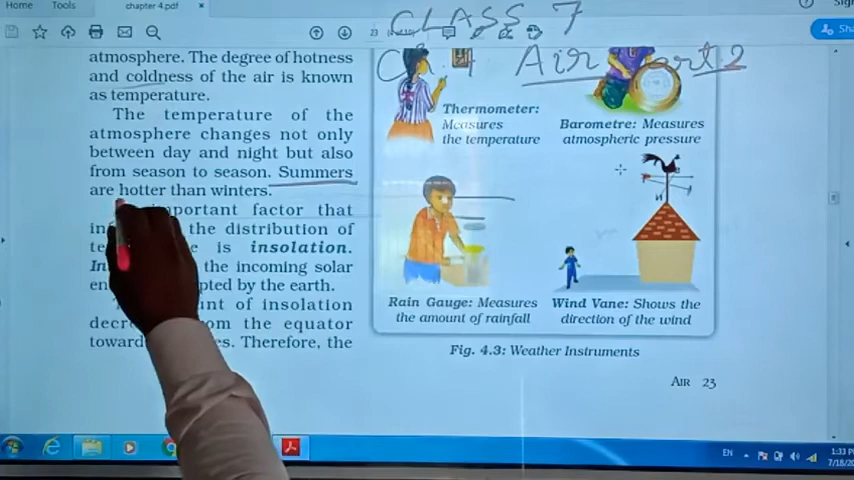 Home Tools chapter 4.pdf ×
CLASS 7
Ch 4 Air Part 2
23
atmosphere. The degree of hotness
and coldness of the air is known
as temperature.
The temperature of the
atmosphere changes not only
between day and night but also
from season to season. Summers
are hotter than winters.
important factor that
the distribution of
is insolation.
the incoming solar
by the earth.
of insolation
from the equator
Therefore, the
Thermometer:
Measures
the temperature
Barometre: Measures
atmospheric pressure
Rain Gauge: Measures
the amount of rainfall
Wind Vane: Shows the
direction of the wind
Fig. 4.3: Weather Instruments
AIR 23
EN
1:33 P